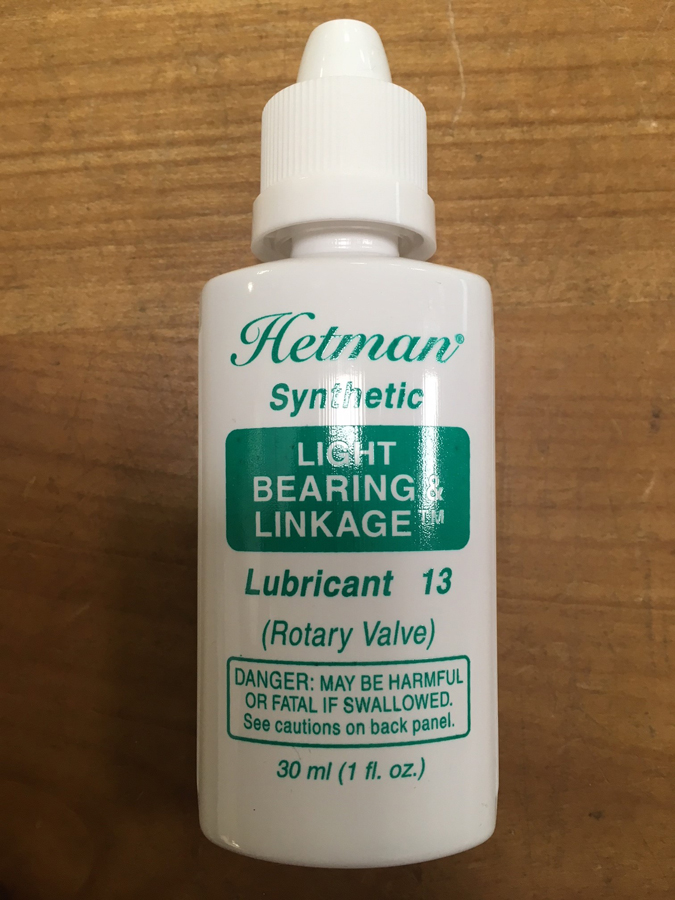 Hetman®
Synthetic
LIGHT
BEARING &
LINKAGE™
Lubricant 13
(Rotary Valve)
DANGER: MAY BE HARMFUL
OR FATAL IF SWALLOWED.
See cautions on back panel.
30 ml (1 fl. oz.)